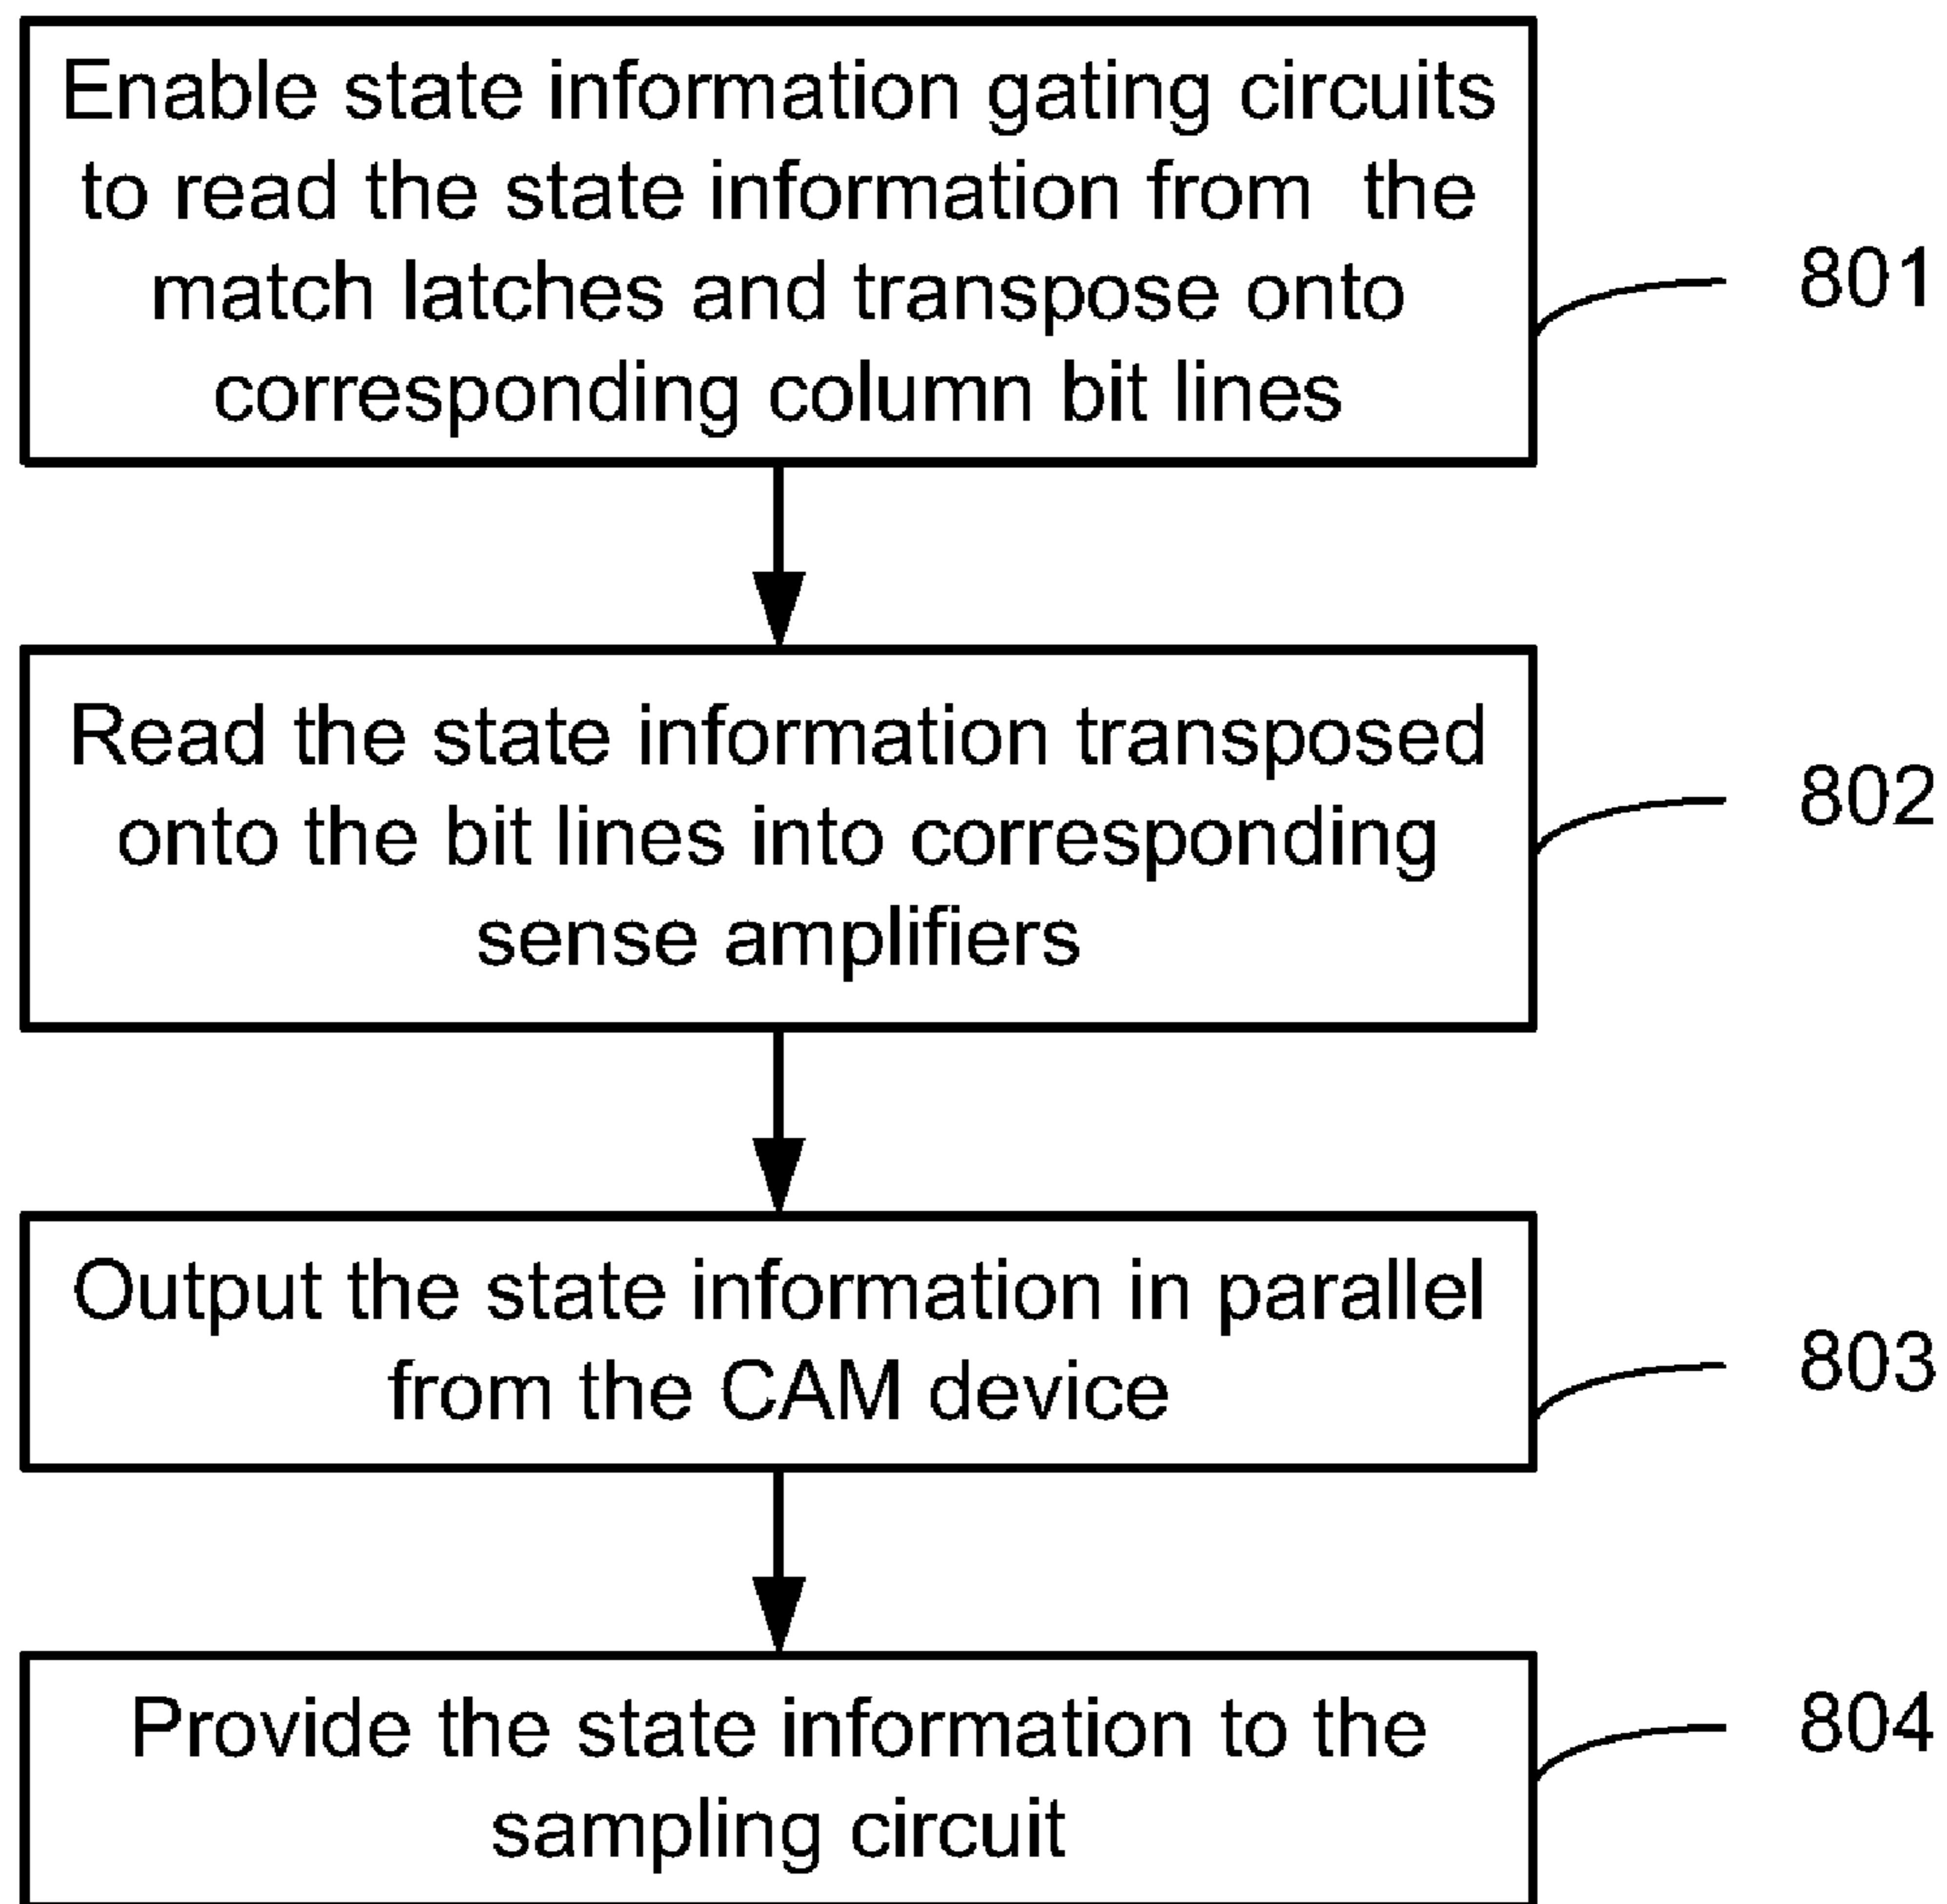 Enable state information gating circuits
to read the state information from the
match latches and transpose onto
corresponding column bit lines
801
Read the state information transposed
onto the bit lines into corresponding
sense amplifiers
802
Output the state information in parallel
from the CAM device
803
Provide the state information to the
sampling circuit
804